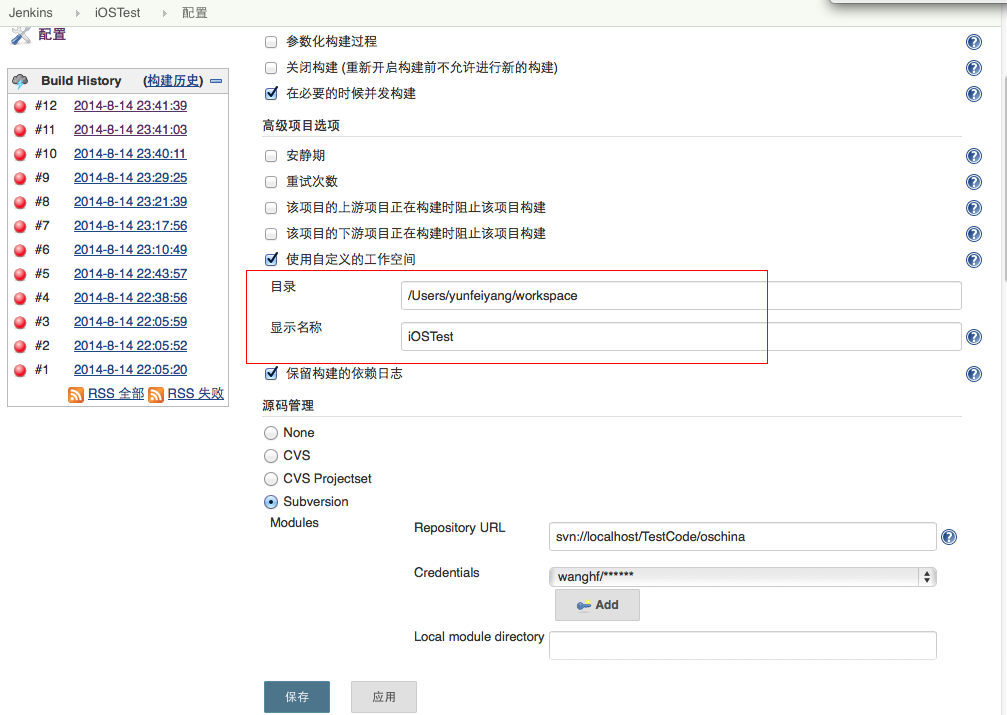 Jenkins iOSTest 配置
配置
Build History (构建历史)
#12 2014-8-14 23:41:39
#11 2014-8-14 23:41:03
#10 2014-8-14 23:40:11
#9 2014-8-14 23:29:25
#8 2014-8-14 23:21:39
#7 2014-8-14 23:17:56
#6 2014-8-14 23:10:49
#5 2014-8-14 22:43:57
#4 2014-8-14 22:38:56
#3 2014-8-14 22:05:59
#2 2014-8-14 22:05:52
#1 2014-8-14 22:05:20
RSS 全部 RSS 失败
参数化构建过程
关闭构建 (重新开启构建前不允许进行新的构建)
在必要的时候并发构建
高级项目选项
安静期
重试次数
该项目的上游项目正在构建时阻止该项目构建
该项目的下游项目正在构建时阻止该项目构建
使用自定义的工作空间
目录 /Users/yunfeiyang/workspace
显示名称 iOSTest
保留构建的依赖日志
源码管理
None
CVS
CVS Projectset
Subversion
Modules
Repository URL svn://localhost/TestCode/oschina
Credentials wanghf/******
Add
Local module directory
保存 应用